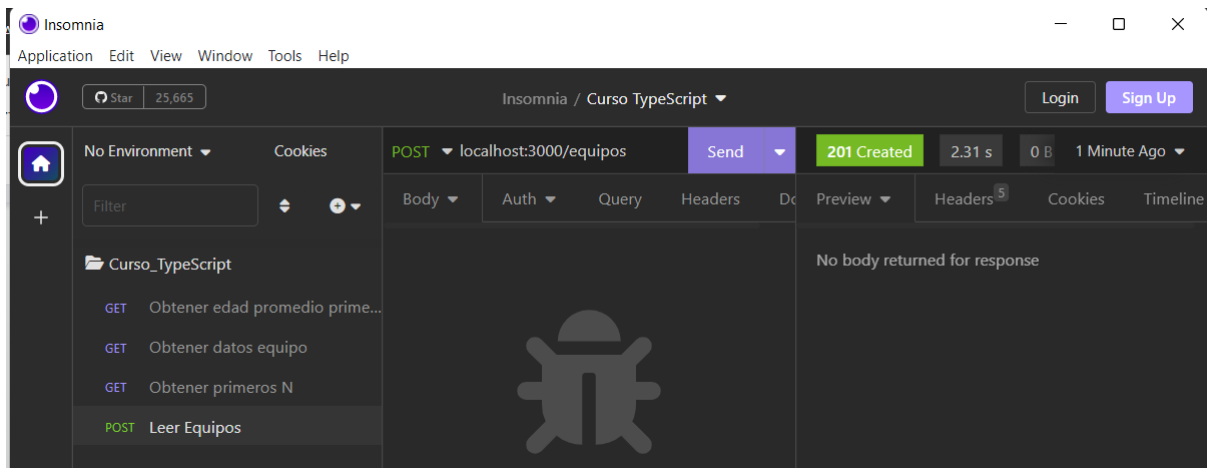 Insomnia
Application Edit View Window Tools Help
Star 25,665
Insomnia / Curso TypeScript
Login
Sign Up
No Environment
Cookies
POST localhost:3000/equipos
Send
201 Created
2.31 s
0 B
1 Minute Ago
Filter
Body
Auth
Query
Headers
Preview
Headers 5
Cookies
Timeline
Curso_TypeScript
No body returned for response
GET Obtener edad promedio prime...
GET Obtener datos equipo
GET Obtener primeros N
POST Leer Equipos